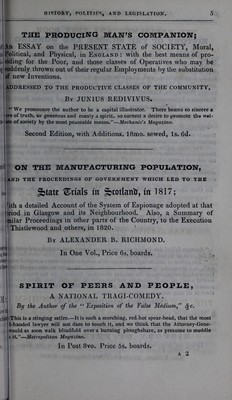 HISTORY, POLITICS, AND LEGISLATION. 5
THE PRODUCING MAN'S COMPANION;
An ESSAY on the PRESENT STATE of SOCIETY, Moral,
Political, and Physical, in ENGLAND: with the best means of pro-
viding for the Poor, and those classes of Operatives who may be
suddenly thrown out of their regular Employments by the substitution
of new Inventions.
ADDRESSED TO THE PRODUCTIVE CLASSES OF THE COMMUNITY.
BY JUNIUS REDIVIVUS.
"We pronounce the author to be a capital illustrator. There beams so sincere a
love of truth, so generous and manly a spirit, so earnest a desire to promote the wel-
fare of society by the most peaceable means."—Mechanic's Magazine.
Second Edition, with Additions. 18mo. sewed, 1s. 6d.
ON THE MANUFACTURING POPULATION,
AND THE PROCEEDINGS OF GOVERNMENT WHICH LED TO THE
State Trials in Scotland, in 1817;
With a detailed Account of the System of Espionage adopted at that
period in Glasgow and its Neighbourhood. Also, a Summary of
similar Proceedings in other parts of the Country, to the Execution
Thistlewood and others, in 1820.
BY ALEXANDER B. RICHMOND.
In One Vol., Price 6s. boards.
SPIRIT OF PEERS AND PEOPLE,
A NATIONAL TRAGI-COMEDY.
By the Author of the "Exposition of the False Medium," &c.
This is a stinging satire.—It is such a scorching, red-hot spear-head, that the most
-handed lawyer will not dare to touch it, and we think that the Attorney-Gene-
would as soon walk blindfold over a burning ploughshare, as presume to meddle
it."—Metropolitan Magazine.
In Post 8vo. Price 5s. boards.
A 2